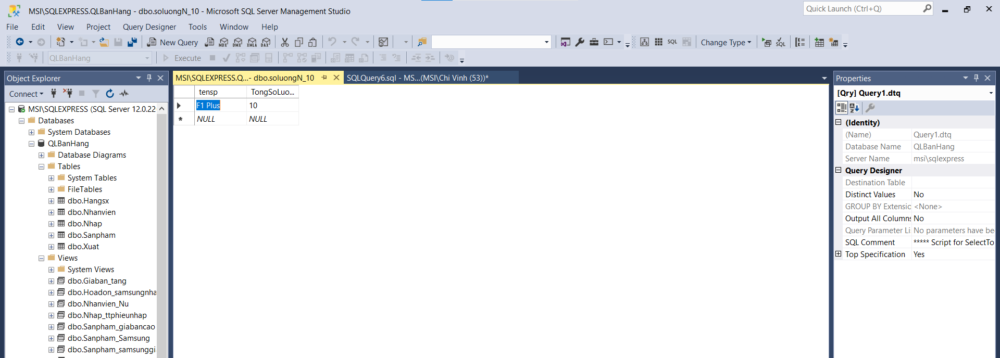 MSI\SQLEXPRESS.QLBanHang - dbo.soluongN_10 - Microsoft SQL Server Management Studio
Quick Launch (Ctrl+Q)
File Edit View Project Query Designer Tools Window Help
New Query MDX DMX XMLA DAX SQL Change Type SQL
QLBanHang Execute
Object Explorer
Connect
MSI\SQLEXPRESS (SQL Server 12.0.22
Databases
System Databases
QLBanHang
Database Diagrams
Tables
System Tables
FileTables
dbo.Hangsx
dbo.Nhanvien
dbo.Nhap
dbo.Sanpham
dbo.Xuat
Views
System Views
dbo.Giaban_tang
dbo.Hoadon_samsungnha
dbo.Nhanvien_Nu
dbo.Nhap_ttphieunhap
dbo.Sanpham_giabancao
dbo.Sanpham_Samsung
dbo.Sanpham_samsunggi
MSI\SQLEXPRESS.Q...- dbo.soluongN_10
SQLQuery6.sql - MS...(MSI\Chi Vinh (53))*
tensp TongSoLuo...
F1 Plus 10
* NULL NULL
Properties
[Qry] Query1.dtq
(Identity)
(Name) Query1.dtq
Database Name QLBanHang
Server Name msi\sqlexpress
Query Designer
Destination Table
Distinct Values No
GROUP BY Extensic <None>
Output All Columns No
Query Parameter Li No parameters have be
SQL Comment ***** Script for SelectTo
Top Specification Yes